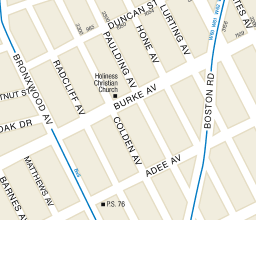 DUNCAN ST
LURTING AV
HONE AV
PAULDING AV
BOSTON RD
BRONXWOOD AV
RADCLIFF AV
Holiness
Christian
Church
BURKE AV
OAK DR
COLDEN AV
ADEE AV
MATTHEWS AV
BARNES AV
P.S. 76